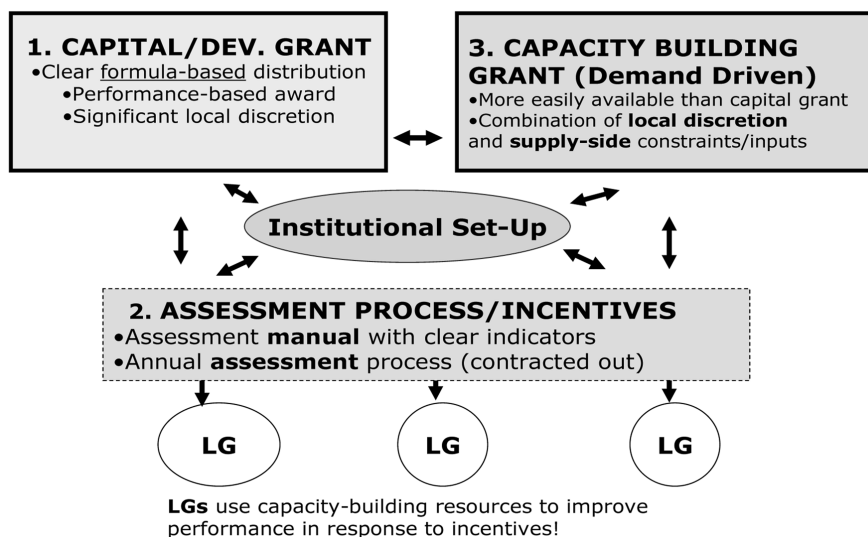 1. CAPITAL/DEV. GRANT
•Clear formula-based distribution
•Performance-based award
•Significant local discretion
3. CAPACITY BUILDING
GRANT (Demand Driven)
•More easily available than capital grant
•Combination of local discretion
and supply-side constraints/inputs
Institutional Set-Up
2. ASSESSMENT PROCESS/INCENTIVES
•Assessment manual with clear indicators
•Annual assessment process (contracted out)
LG
LG
LG
LGs use capacity-building resources to improve
performance in response to incentives!